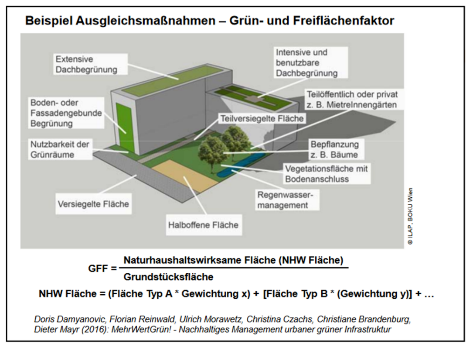 Beispiel Ausgleichsmaßnahmen – Grün- und Freiflächenfaktor
Extensive
Dachbegrünung
Intensive und
benutzbare
Dachbegrünung
Boden- oder
Fassadengebunde
Begrünung
Teilöffentlich oder privat
z. B. MietreInnengärten
Teilversiegelte Fläche
Nutzbarkeit der
Grünräume
Bepflanzung
z. B. Bäume
Vegetationsfläche mit
Bodenanschluss
Versiegelte Fläche
Regenwasser-
management
Halboffene Fläche
© ILAP, BOKU Wien
GFF = Naturhaushaltswirksame Fläche (NHW Fläche)
Grundstücksfläche
NHW Fläche = (Fläche Typ A * Gewichtung x) + [Fläche Typ B * (Gewichtung y)] + …
Doris Damyanovic, Florian Reinwald, Ulrich Morawetz, Christina Czachs, Christiane Brandenburg,
Dieter Mayr (2016): MehrWertGrün! - Nachhaltiges Management urbaner grüner Infrastruktur